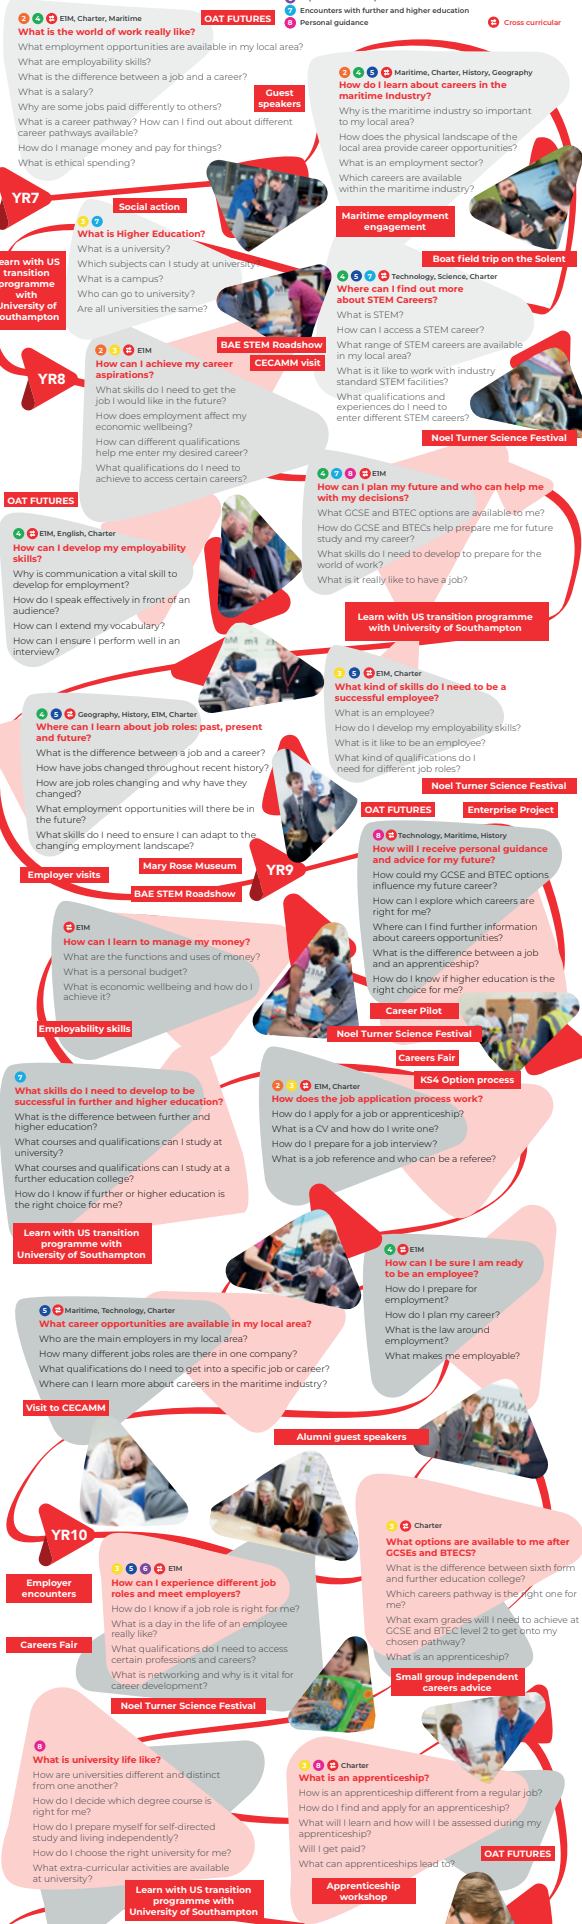 7 Encounters with further and higher education
8 Personal guidance
Cross curricular
2 4 E1M, Charter, Maritime
OAT FUTURES
What is the world of work really like?
What employment opportunities are available in my local area?
What are employability skills?
What is the difference between a job and a career?
What is a salary?
Why are some jobs paid differently to others?
What is a career pathway? How can I find out about different
career pathways available?
How do I manage money and pay for things?
What is ethical spending?
Guest
speakers
2 4 5 Maritime, Charter, History, Geography
How do I learn about careers in the
maritime Industry?
Why is the maritime industry so important
to my local area?
How does the physical landscape of the
local area provide career opportunities?
What is an employment sector?
Which careers are available
within the maritime industry?
Maritime employment
engagement
YR7
Social action
3 7
What is Higher Education?
What is a university?
Which subjects can I study at university?
What is a campus?
Who can go to university?
Are all universities the same?
Learn with US
transition
programme
with
University of
Southampton
Boat field trip on the Solent
4 5 7 Technology, Science, Charter
Where can I find out more
about STEM Careers?
What is STEM?
How can I access a STEM career?
What range of STEM careers are available
in my local area?
What is it like to work with industry
standard STEM facilities?
What qualifications and
experiences do I need to
enter different STEM careers?
BAE STEM Roadshow
CECAMM visit
Noel Turner Science Festival
YR8
2 3 E1M
How can I achieve my career
aspirations?
What skills do I need to get the
job I would like in the future?
How does employment affect my
economic wellbeing?
How can different qualifications
help me enter my desired career?
What qualifications do I need to
achieve to access certain careers?
OAT FUTURES
4 7 8 E1M
How can I plan my future and who can help me
with my decisions?
What GCSE and BTEC options are available to me?
How do GCSE and BTECs help prepare me for future
study and my career?
What skills do I need to develop to prepare for the
world of work?
What is it really like to have a job?
4 E1M, English, Charter
How can I develop my employability
skills?
Why is communication a vital skill to
develop for employment?
How do I speak effectively in front of an
audience?
How can I extend my vocabulary?
How can I ensure I perform well in an
interview?
Learn with US transition programme
with University of Southampton
3 5 E1M, Charter
What kind of skills do I need to be a
successful employee?
What is an employee?
How do I develop my employability skills?
What is it like to be an employee?
What kind of qualifications do I
need for different job roles?
Noel Turner Science Festival
4 5 Geography, History, E1M, Charter
Where can I learn about job roles: past, present
and future?
What is the difference between a job and a career?
How have jobs changed throughout recent history?
How are job roles changing and why have they
changed?
What employment opportunities will there be in
the future?
What skills do I need to ensure I can adapt to the
changing employment landscape?
OAT FUTURES
Enterprise Project
Mary Rose Museum
Employer visits
BAE STEM Roadshow
YR9
8 Technology, Maritime, History
How will I receive personal guidance
and advice for my future?
How could my GCSE and BTEC options
influence my future career?
How can I explore which careers are
right for me?
Where can I find further information
about careers opportunities?
What is the difference between a job
and an apprenticeship?
How do I know if higher education is the
right choice for me?
E1M
How can I learn to manage my money?
What are the functions and uses of money?
What is a personal budget?
What is economic wellbeing and how do I
achieve it?
Employability skills
Career Pilot
Noel Turner Science Festival
Careers Fair
KS4 Option process
7
What skills do I need to develop to be
successful in further and higher education?
What is the difference between further and
higher education?
What courses and qualifications can I study at
university?
What courses and qualifications can I study at a
further education college?
How do I know if further or higher education is
the right choice for me?
Learn with US transition
programme with
University of Southampton
2 3 E1M, Charter
How does the job application process work?
How do I apply for a job or apprenticeship?
What is a CV and how do I write one?
How do I prepare for a job interview?
What is a job reference and who can be a referee?
4 E1M
How can I be sure I am ready
to be an employee?
How do I prepare for
employment?
How do I plan my career?
What is the law around
employment?
What makes me employable?
5 Maritime, Technology, Charter
What career opportunities are available in my local area?
Who are the main employers in my local area?
How many different jobs roles are there in one company?
What qualifications do I need to get into a specific job or career?
Where can I learn more about careers in the maritime industry?
Visit to CECAMM
Alumni guest speakers
YR10
Employer
encounters
Careers Fair
3 5 6 E1M
How can I experience different job
roles and meet employers?
How do I know if a job role is right for me?
What is a day in the life of an employee
really like?
What qualifications do I need to access
certain professions and careers?
What is networking and why is it vital for
career development?
Noel Turner Science Festival
3 Charter
What options are available to me after
GCSEs and BTECS?
What is the difference between sixth form
and further education college?
Which careers pathway is the right one for
me?
What exam grades will I need to achieve at
GCSE and BTEC level 2 to get onto my
chosen pathway?
What is an apprenticeship?
Small group independent
careers advice
8
What is university life like?
How are universities different and distinct
from one another?
How do I decide which degree course is
right for me?
How do I prepare myself for self-directed
study and living independently?
How do I choose the right university for me?
What extra-curricular activities are available
at university?
Learn with US transition
programme with
University of Southampton
3 8 Charter
What is an apprenticeship?
How is an apprenticeship different from a regular job?
How do I find and apply for an apprenticeship?
What will I learn and how will I be assessed during my
apprenticeship?
Will I get paid?
What can apprenticeships lead to?
OAT FUTURES
Apprenticeship
workshop